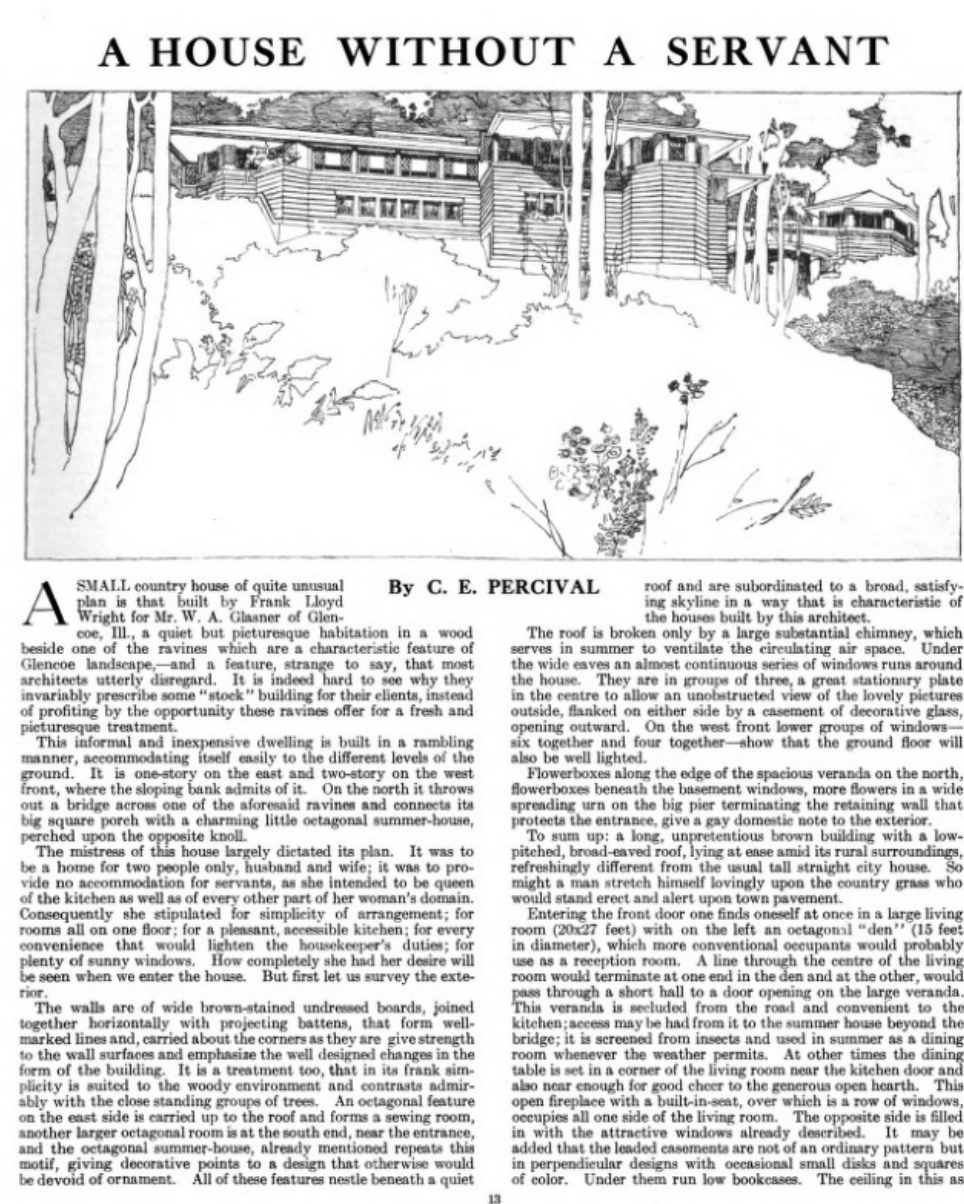 A HOUSE WITHOUT A SERVANT
By C. E. PERCIVAL
A SMALL country house of quite unusual
plan is that built by Frank Lloyd
Wright for Mr. W. A. Glasner of Glen-
coe, Ill., a quiet but picturesque habitation in a wood
beside one of the ravines which are a characteristic feature of
Glencoe landscape,—and a feature, strange to say, that most
architects utterly disregard. It is indeed hard to see why they
invariably prescribe some "stock" building for their clients, instead
of profiting by the opportunity these ravines offer for a fresh and
picturesque treatment.
This informal and inexpensive dwelling is built in a rambling
manner, accommodating itself easily to the different levels of the
ground. It is one-story on the east and two-story on the west
front, where the sloping bank admits of it. On the north it throws
out a bridge across one of the aforesaid ravines and connects its
big square porch with a charming little octagonal summer-house,
perched upon the opposite knoll.
The mistress of this house largely dictated its plan. It was to
be a home for two people only, husband and wife; it was to pro-
vide no accommodation for servants, as she intended to be queen
of the kitchen as well as of every other part of her woman's domain.
Consequently she stipulated for simplicity of arrangement; for
rooms all on one floor; for a pleasant, accessible kitchen; for every
convenience that would lighten the housekeeper's duties; for
plenty of sunny windows. How completely she had her desire will
be seen when we enter the house. But first let us survey the exte-
rior.
The walls are of wide brown-stained undressed boards, joined
together horizontally with projecting battens, that form well-
marked lines and, carried about the corners as they are give strength
to the wall surfaces and emphasize the well designed changes in the
form of the building. It is a treatment too, that in its frank sim-
plicity is suited to the woody environment and contrasts admir-
ably with the close standing groups of trees. An octagonal feature
on the east side is carried up to the roof and forms a sewing room,
another larger octagonal room is at the south end, near the entrance,
and the octagonal summer-house, already mentioned repeats this
motif, giving decorative points to a design that otherwise would
be devoid of ornament. All of these features nestle beneath a quiet
roof and are subordinated to a broad, satisfy-
ing skyline in a way that is characteristic of
the houses built by this architect.
The roof is broken only by a large substantial chimney, which
serves in summer to ventilate the circulating air space. Under
the wide eaves an almost continuous series of windows runs around
the house. They are in groups of three, a great stationary plate
in the centre to allow an unobstructed view of the lovely pictures
outside, flanked on either side by a casement of decorative glass,
opening outward. On the west front lower groups of windows—
six together and four together—show that the ground floor will
also be well lighted.
Flowerboxes along the edge of the spacious veranda on the north,
flowerboxes beneath the basement windows, more flowers in a wide
spreading urn on the big pier terminating the retaining wall that
protects the entrance, give a gay domestic note to the exterior.
To sum up: a long, unpretentious brown building with a low-
pitched, broad-eaved roof, lying at ease amid its rural surroundings,
refreshingly different from the usual tall straight city house. So
might a man stretch himself lovingly upon the country grass who
would stand erect and alert upon town pavement.
Entering the front door one finds oneself at once in a large living
room (20x27 feet) with on the left an octagonal "den" (15 feet
in diameter), which more conventional occupants would probably
use as a reception room. A line through the centre of the living
room would terminate at one end in the den and at the other, would
pass through a short hall to a door opening on the large veranda.
This veranda is secluded from the road and convenient to the
kitchen; access may be had from it to the summer house beyond the
bridge; it is screened from insects and used in summer as a dining
room whenever the weather permits. At other times the dining
table is set in a corner of the living room near the kitchen door and
also near enough for good cheer to the generous open hearth. This
open fireplace with a built-in-seat, over which is a row of windows,
occupies all one side of the living room. The opposite side is filled
in with the attractive windows already described. It may be
added that the leaded casements are not of an ordinary pattern but
in perpendicular designs with occasional small disks and squares
of color. Under them run low bookcases. The ceiling in this as
13